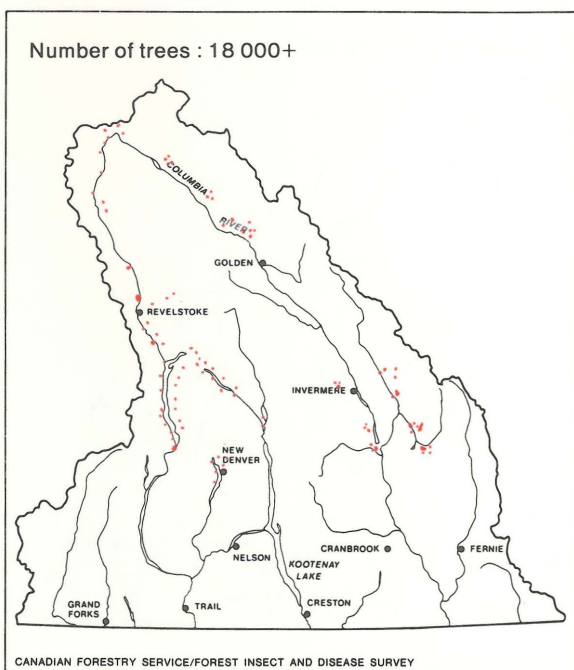 Number of trees : 18 000+
COLUMBIA
RIVER
GOLDEN
REVELSTOKE
INVERMERE
NEW
DENVER
NELSON
KOOTENAY
LAKE
CRANBROOK
FERNIE
GRAND
FORKS
TRAIL
CRESTON
CANADIAN FORESTRY SERVICE/FOREST INSECT AND DISEASE SURVEY